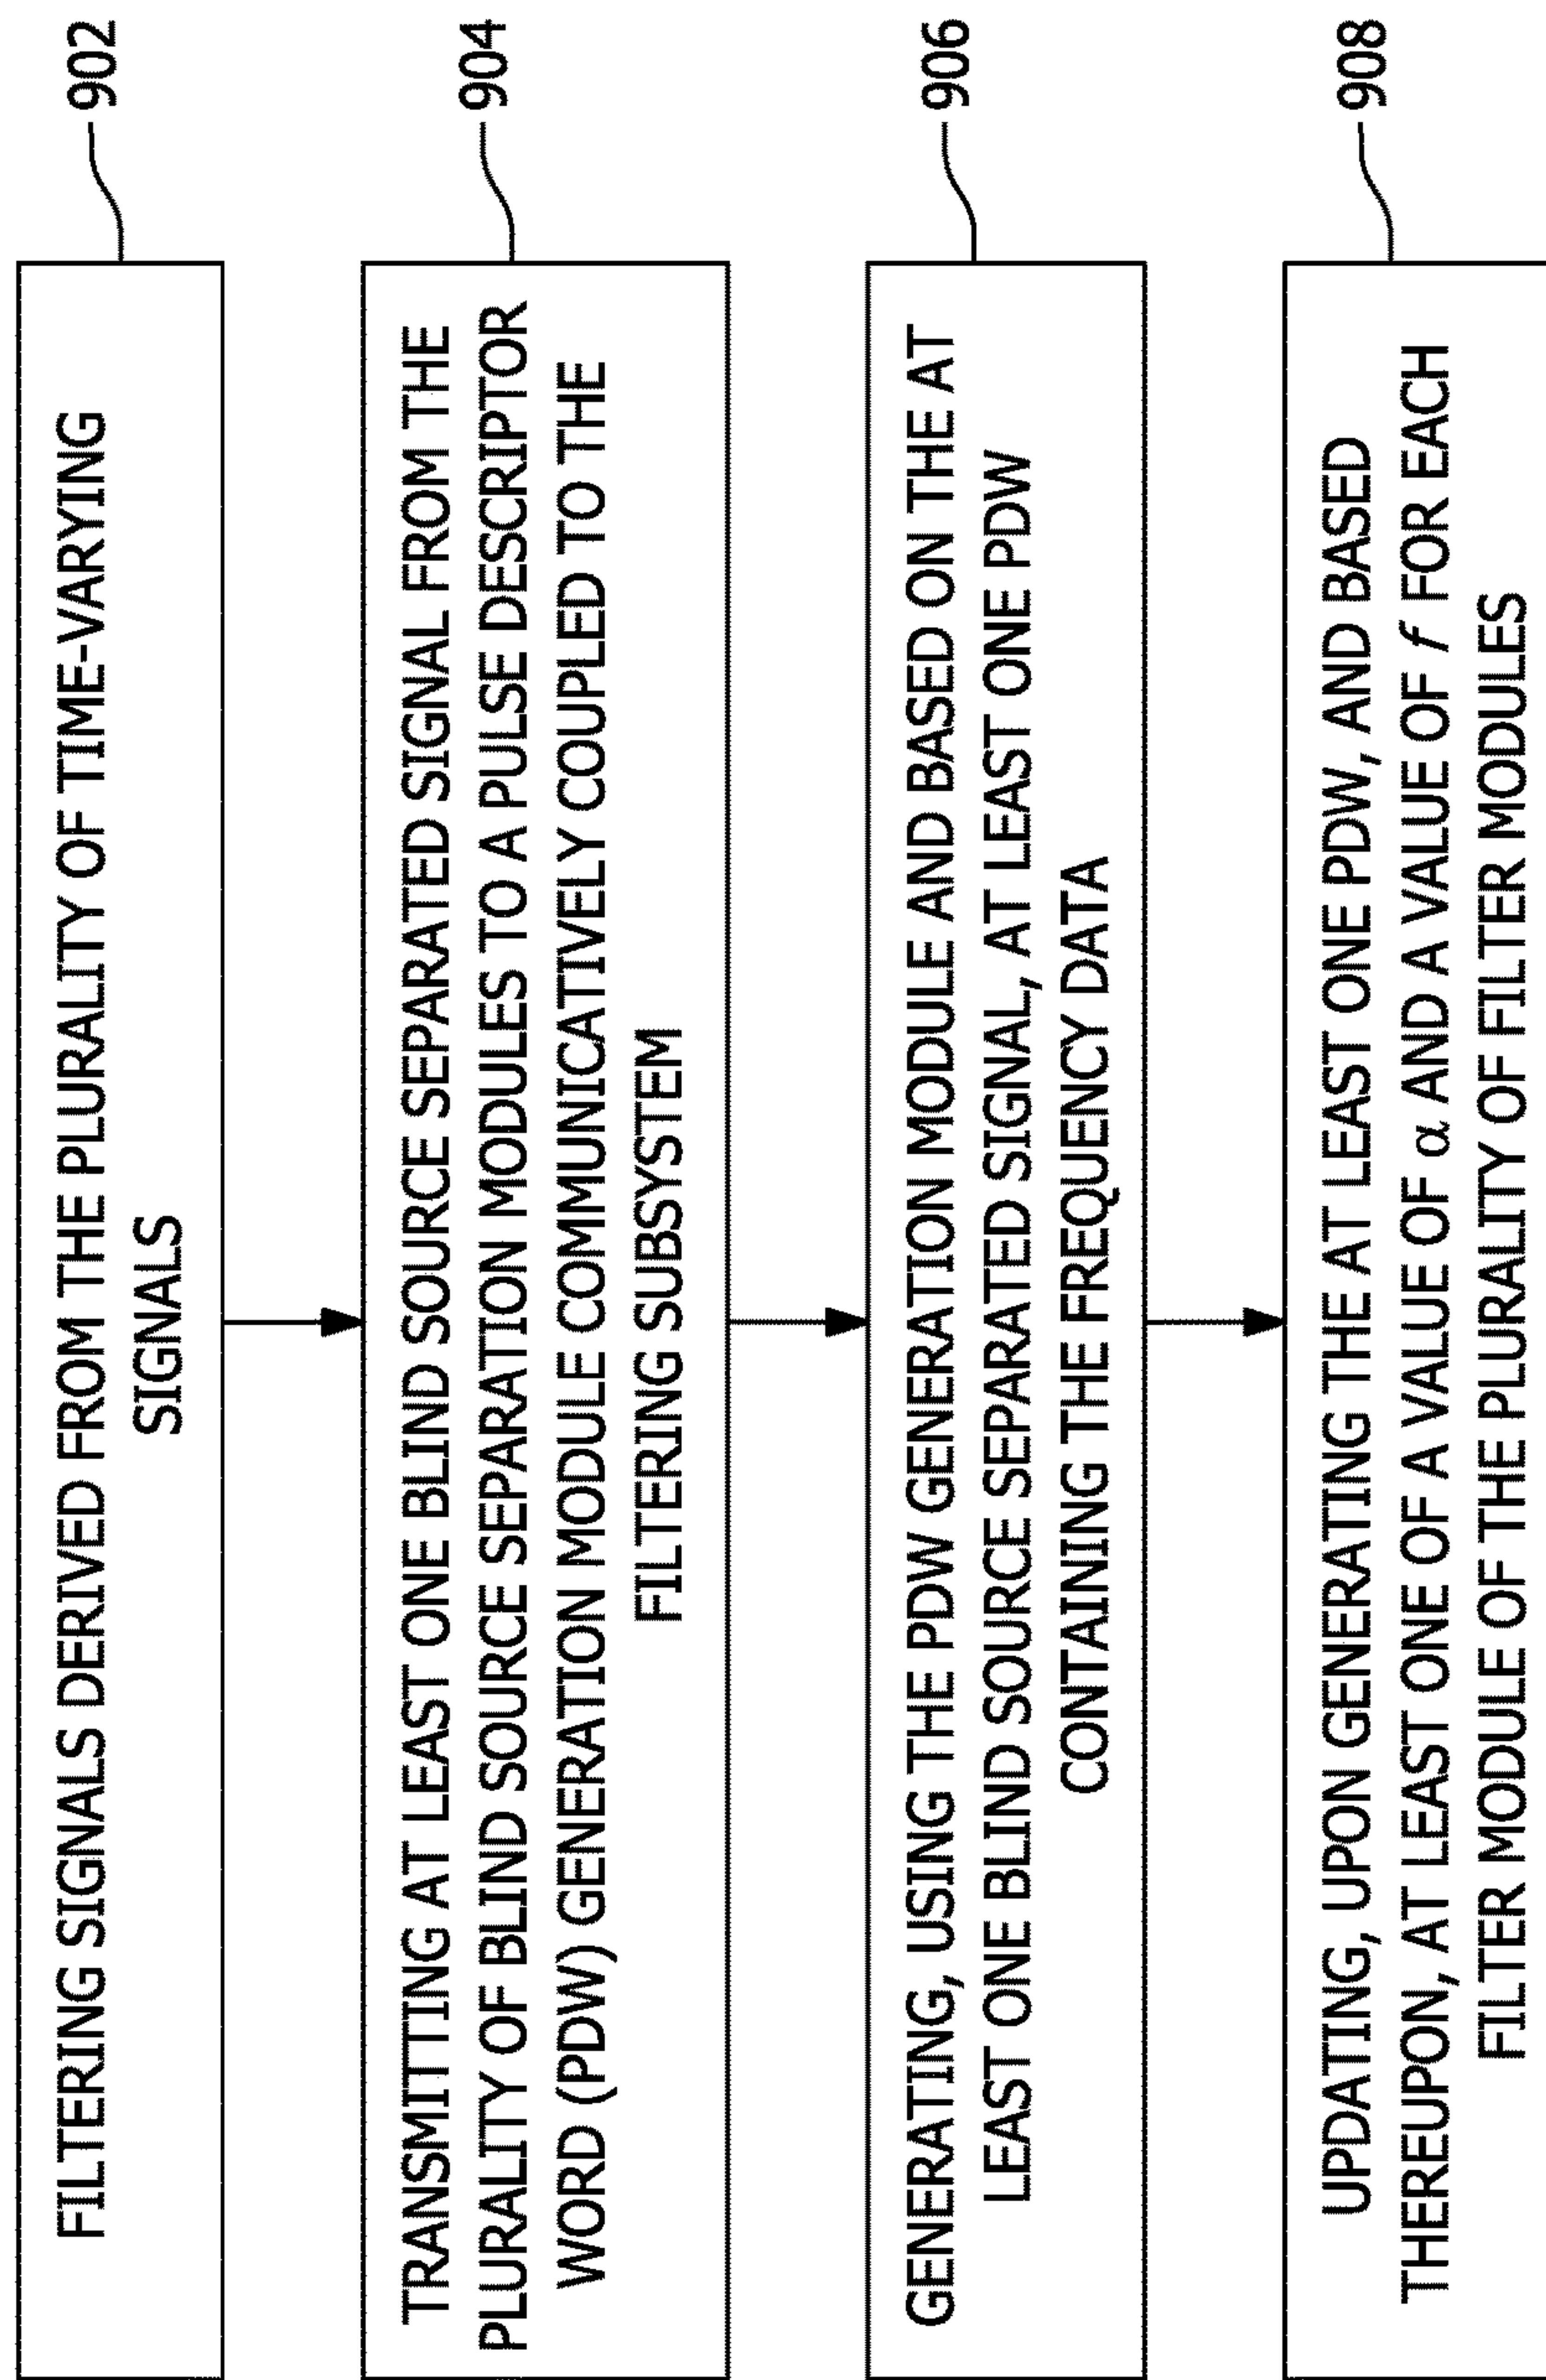 FILTERING SIGNALS DERIVED FROM THE PLURALITY OF TIME-VARYING
SIGNALS
902
TRANSMITTING AT LEAST ONE BLIND SOURCE SEPARATED SIGNAL FROM THE
PLURALITY OF BLIND SOURCE SEPARATION MODULES TO A PULSE DESCRIPTOR
WORD (PDW) GENERATION MODULE COMMUNICATIVELY COUPLED TO THE
FILTERING SUBSYSTEM
904
GENERATING, USING THE PDW GENERATION MODULE AND BASED ON THE AT
LEAST ONE BLIND SOURCE SEPARATED SIGNAL, AT LEAST ONE PDW
CONTAINING THE FREQUENCY DATA
906
UPDATING, UPON GENERATING THE AT LEAST ONE PDW, AND BASED
THEREUPON, AT LEAST ONE OF A VALUE OF α AND A VALUE OF f FOR EACH
FILTER MODULE OF THE PLURALITY OF FILTER MODULES
908